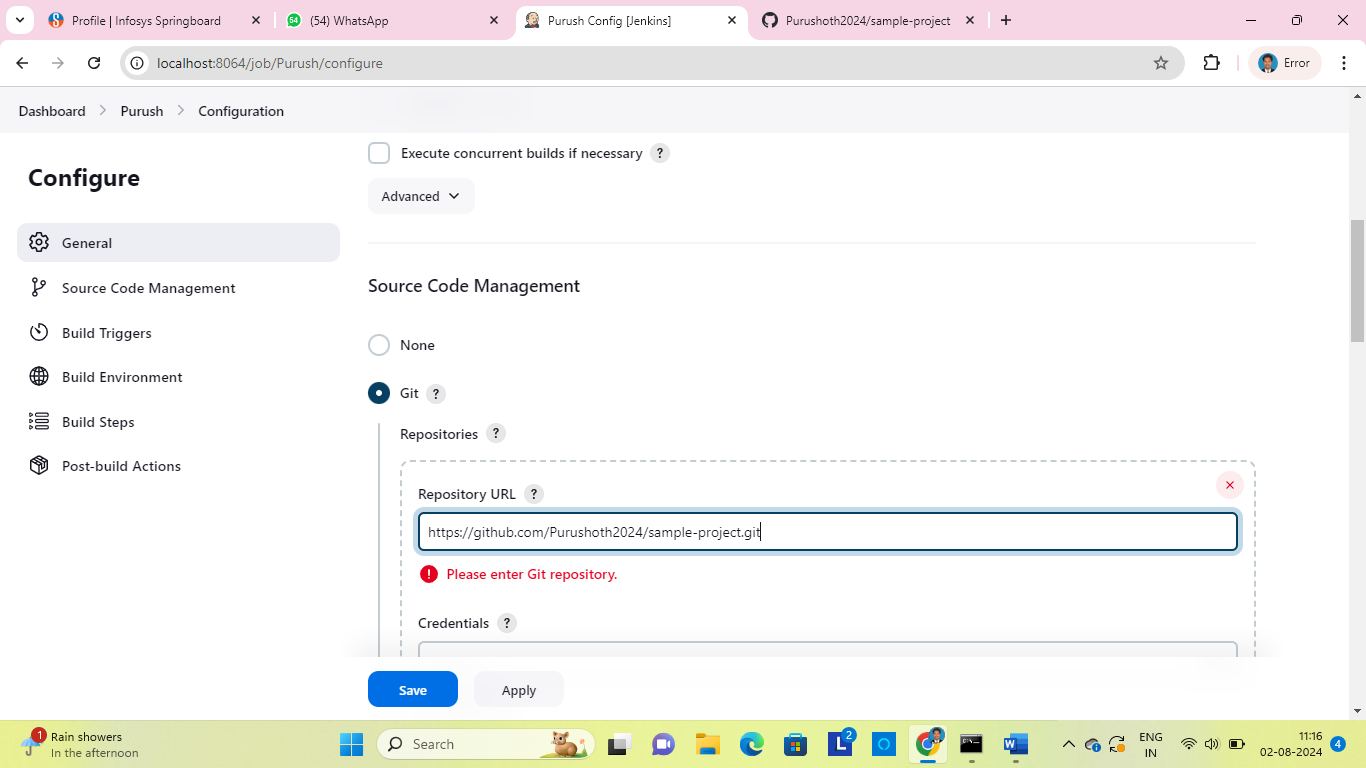 Profile | Infosys Springboard
(54) WhatsApp
Purush Config [Jenkins]
Purushoth2024/sample-project
localhost:8064/job/Purush/configure
Error
Dashboard
Purush
Configuration
Configure
General
Source Code Management
Build Triggers
Build Environment
Build Steps
Post-build Actions
Execute concurrent builds if necessary ?
Advanced
Source Code Management
None
Git ?
Repositories ?
Repository URL ?
https://github.com/Purushoth2024/sample-project.git
Please enter Git repository.
Credentials ?
Save
Apply
1
Rain showers
In the afternoon
Search
2
ENG
IN
11:16
02-08-2024
4